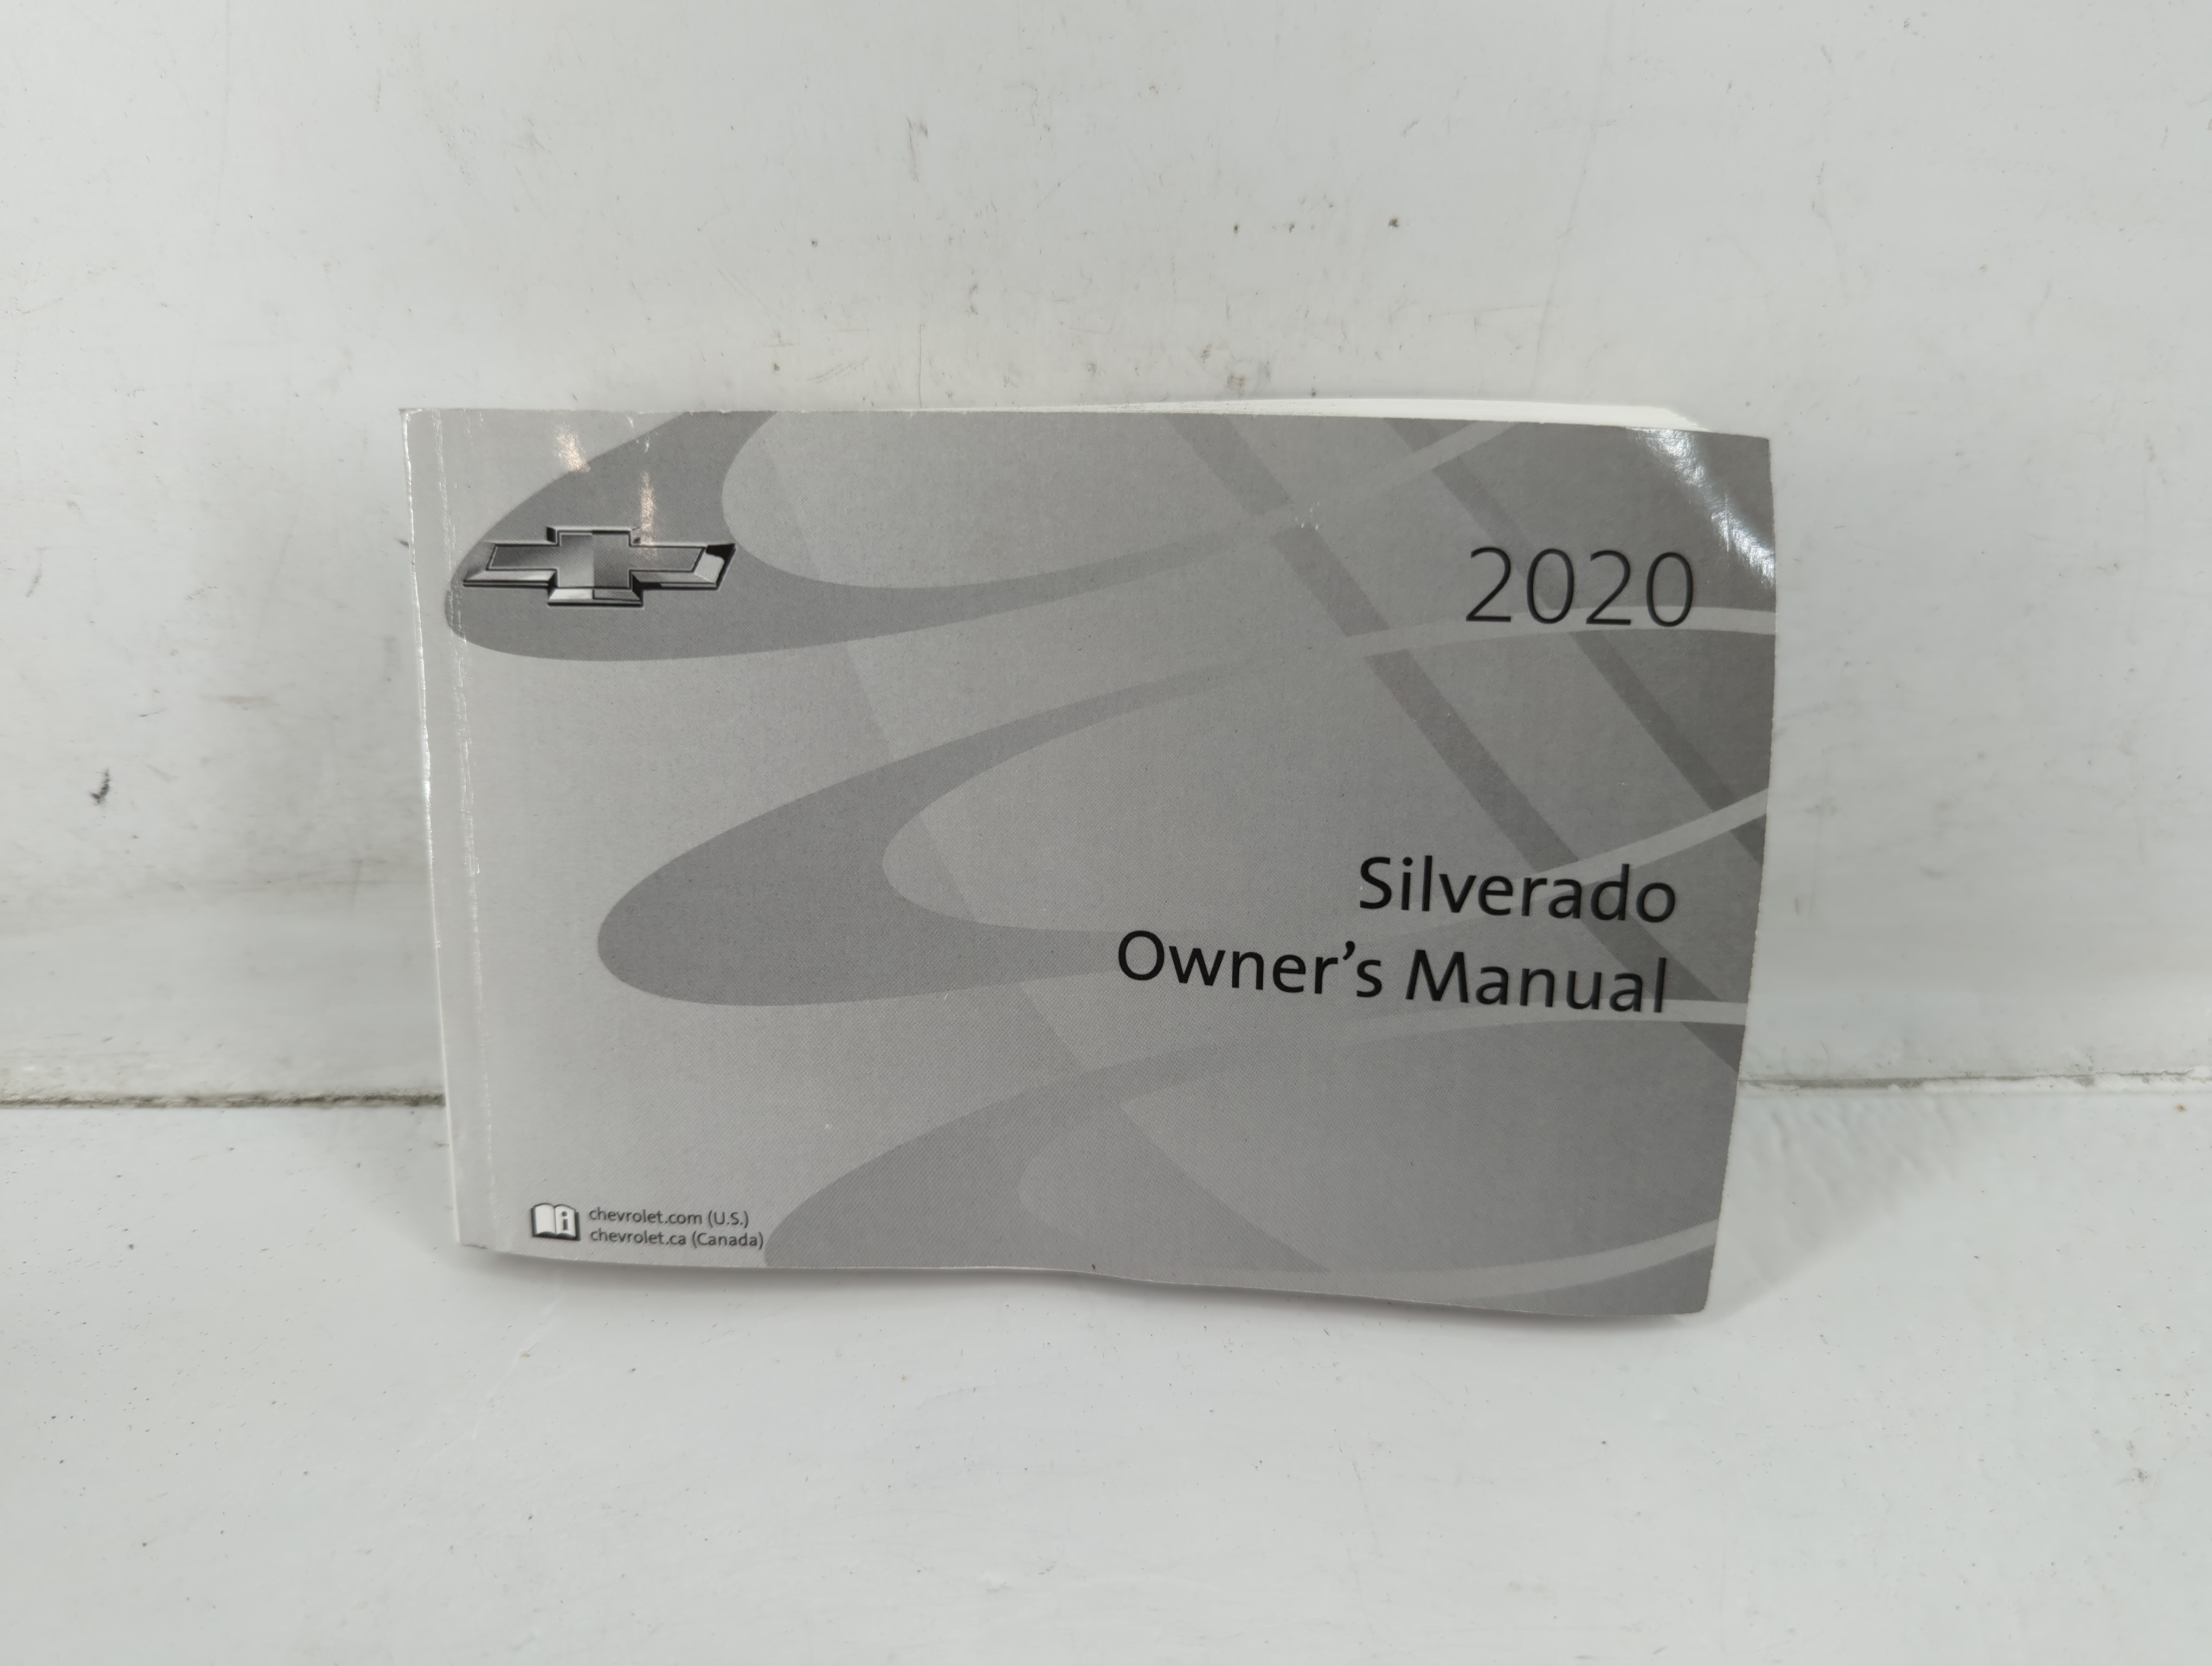 2020
Silverado
Owner's Manual
chevrolet.com (U.S.)
chevrolet.ca (Canada)